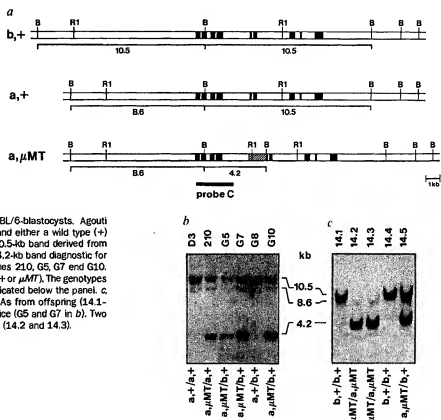 a
B R1 B R1 B B B
b,+
10.5 10.5
B R1 B R1 B B B
a,+
8.6 10.5
B R1 B R1 B R1 B B B
a,μMT
8.6 4.2
1kb
probe C
BL/6-blastocysts. Agouti
and either a wild type (+)
0.5-kb band derived from
4.2-kb band diagnostic for
nes 210, G5, G7 end G10.
+ or μMT), The genotypes
icated below the panel. c,
As from offspring (14.1–
ice (G5 and G7 in b). Two
(14.2 and 14.3).
b
D3 210 G5 G7 G8 G10
kb
10.5
8.6
4.2
a,+/a,+ a,μMT/a,+ a,μMT/b,+ a,μMT/b,+ a,+/b,+ a,μMT/b,+
c
14.1 14.2 14.3 14.4 14.5
b,+/b,+ μMT/a,μMT μMT/a,μMT b,+/b,+ a,μMT/b,+